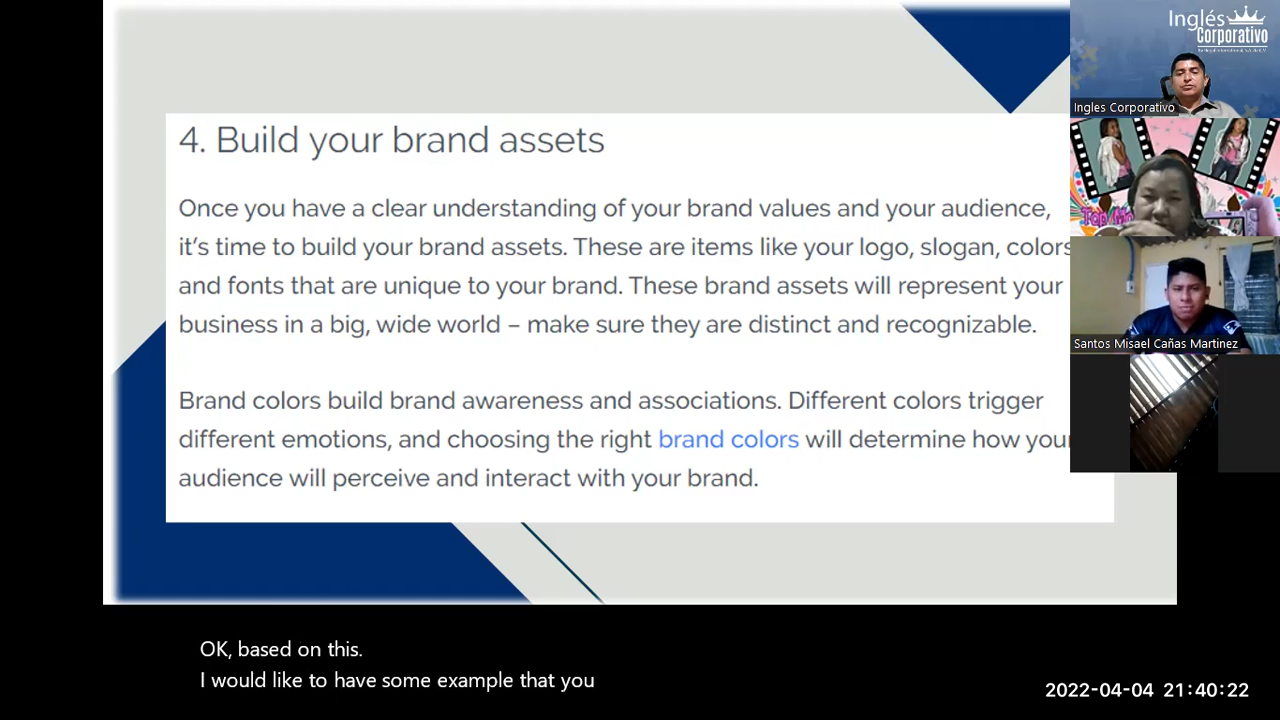 Inglés
Corporativo
Ingles Corporativo
4. Build your brand assets
Once you have a clear understanding of your brand values and your audience,
it's time to build your brand assets. These are items like your logo, slogan, colors
and fonts that are unique to your brand. These brand assets will represent your
business in a big, wide world – make sure they are distinct and recognizable.
Santos Misael Cañas Martinez
Brand colors build brand awareness and associations. Different colors trigger
different emotions, and choosing the right brand colors will determine how your
audience will perceive and interact with your brand.
OK, based on this.
I would like to have some example that you
2022-04-04 21:40:22